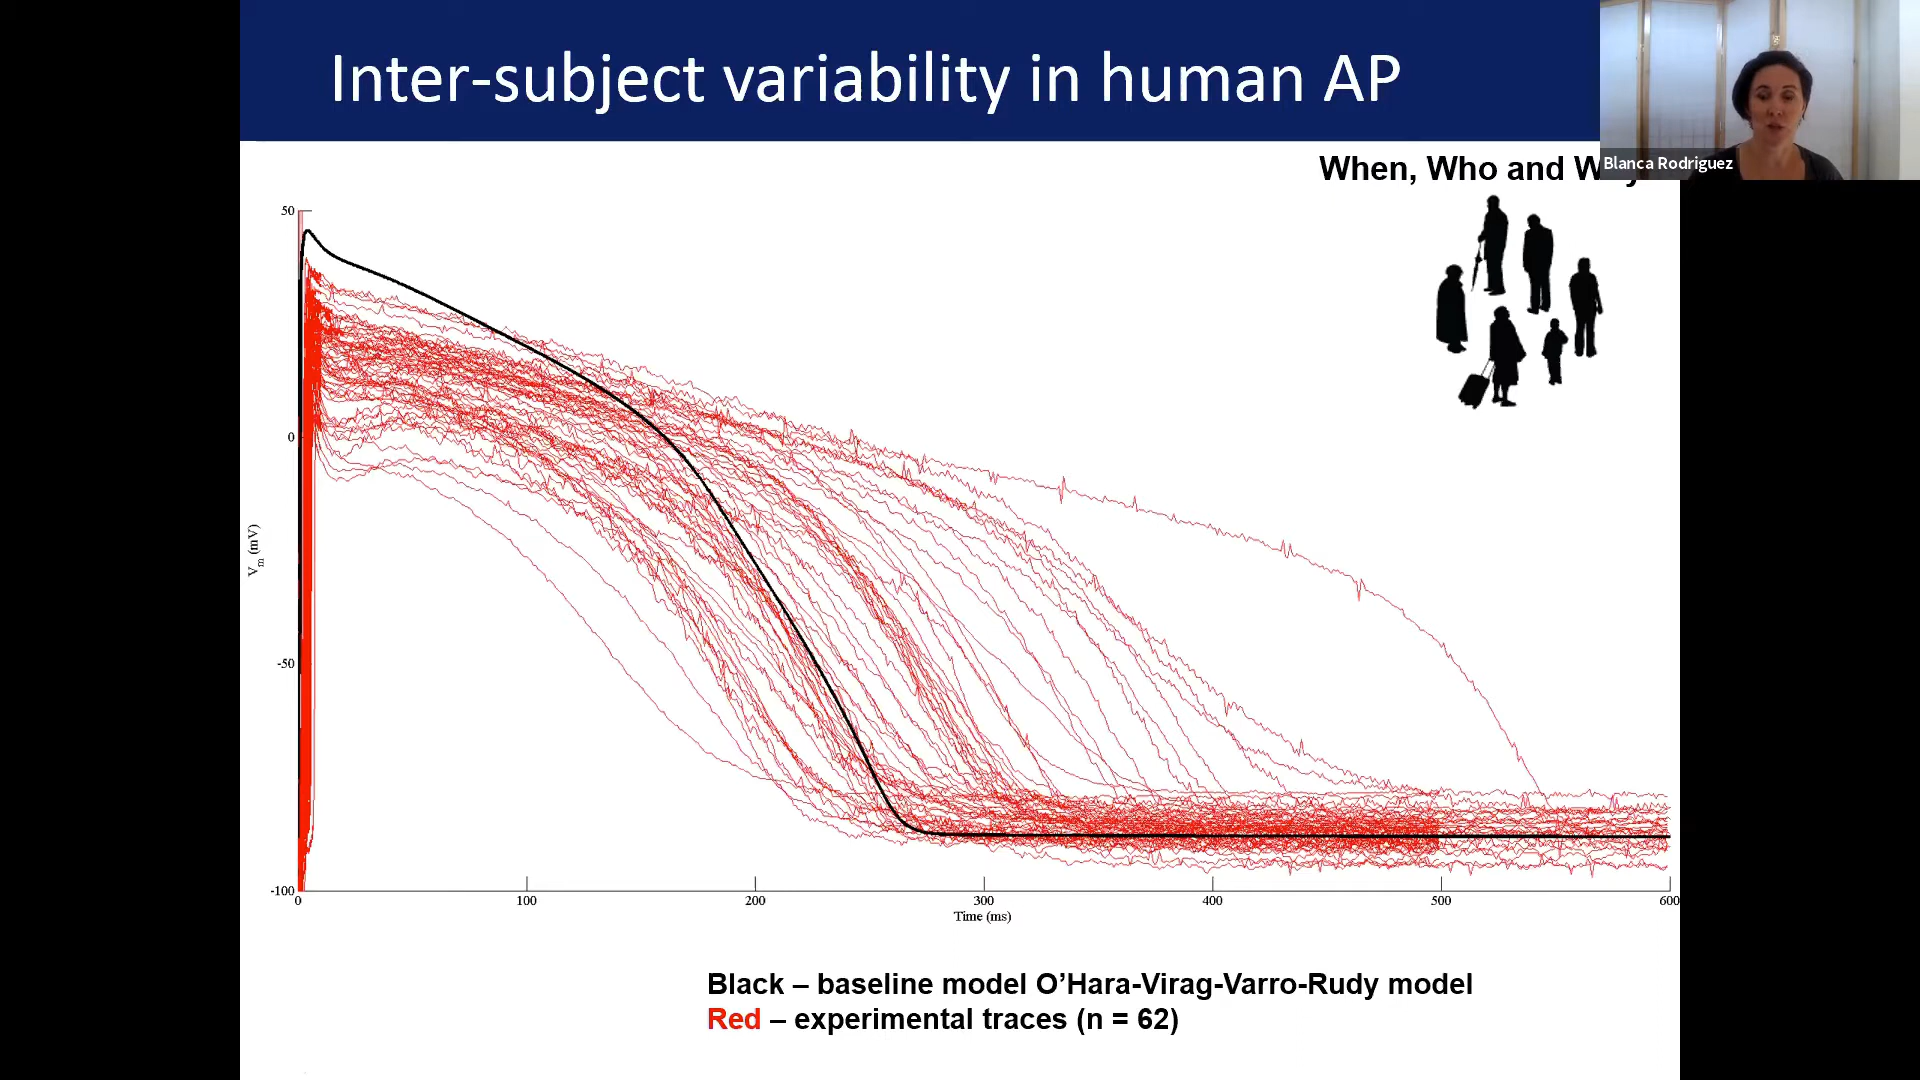 Inter-subject variability in human AP
Blanca Rodriguez
When, Who and
50
0
-50
-100
Vm (mV)
0 100 200 300 400 500 600
Time (ms)
Black – baseline model O’Hara-Virag-Varro-Rudy model
Red – experimental traces (n = 62)